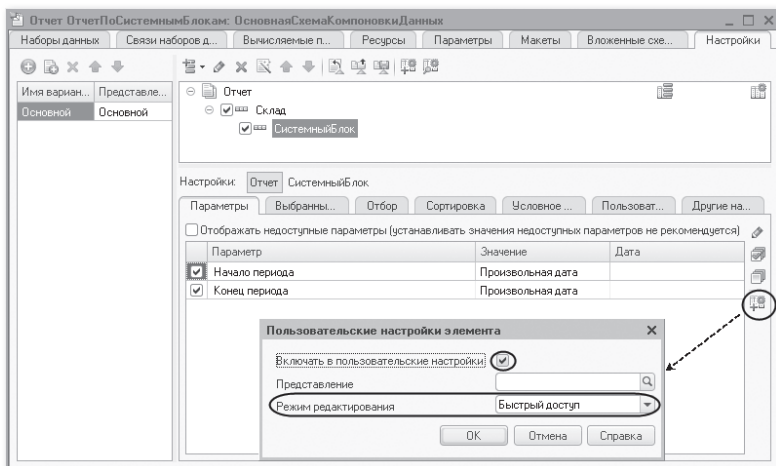 Отчет ОтчетПоСистемнымБлокам: ОсновнаяСхемаКомпоновкиДанных
Наборы данных Связи наборов д... Вычисляемые п... Ресурсы Параметры Макеты Вложенные схе... Настройки
Имя вариан... Представле...
Основной Основной
Отчет
Склад
СистемныйБлок
Настройки: Отчет СистемныйБлок
Параметры Выбранны... Отбор Сортировка Условное ... Пользоват... Другие на...
Отображать недоступные параметры (устанавливать значения недоступных параметров не рекомендуется)
Параметр Значение Дата
Начало периода Произвольная дата
Конец периода Произвольная дата
Пользовательские настройки элемента
Включать в пользовательские настройки:
Представление
Режим редактирования Быстрый доступ
OK Отмена Справка